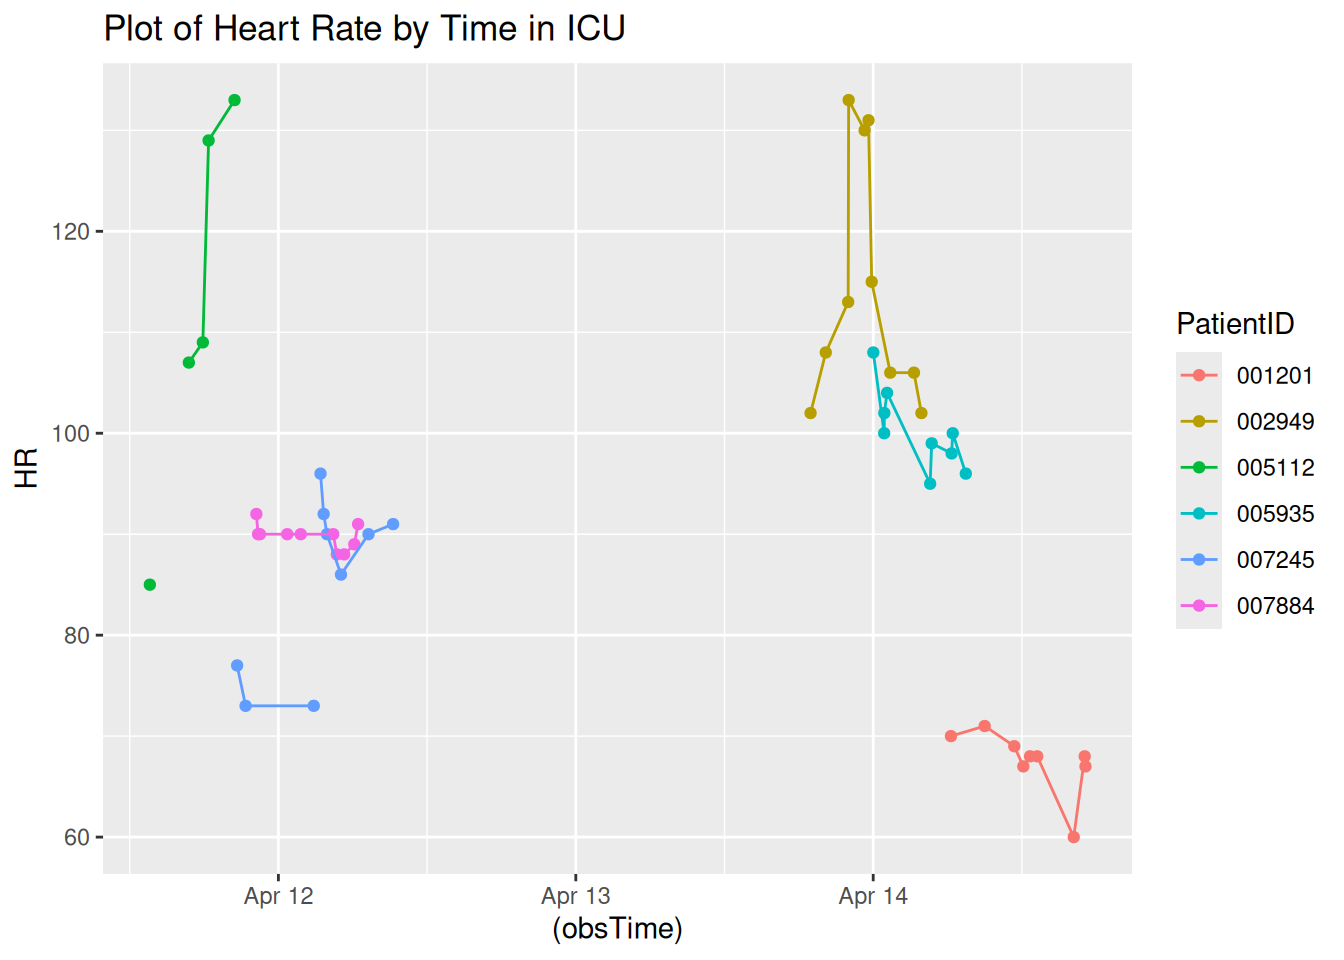 Plot of Heart Rate by Time in ICU
HR
120
100
80
60
Apr 12
Apr 13
Apr 14
(obsTime)
PatientID
001201
002949
005112
005935
007245
007884